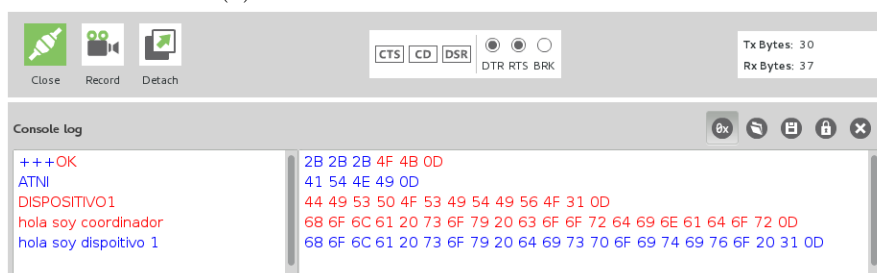 Close Record Detach
CTS CD DSR
DTR RTS BRK
Tx Bytes: 30
Rx Bytes: 37
Console log
0x
+++OK
ATNI
DISPOSITIVO1
hola soy coordinador
hola soy dispoitivo 1
2B 2B 2B 4F 4B 0D
41 54 4E 49 0D
44 49 53 50 4F 53 49 54 49 56 4F 31 0D
68 6F 6C 61 20 73 6F 79 20 63 6F 6F 72 64 69 6E 61 64 6F 72 0D
68 6F 6C 61 20 73 6F 79 20 64 69 73 70 6F 69 74 69 76 6F 20 31 0D